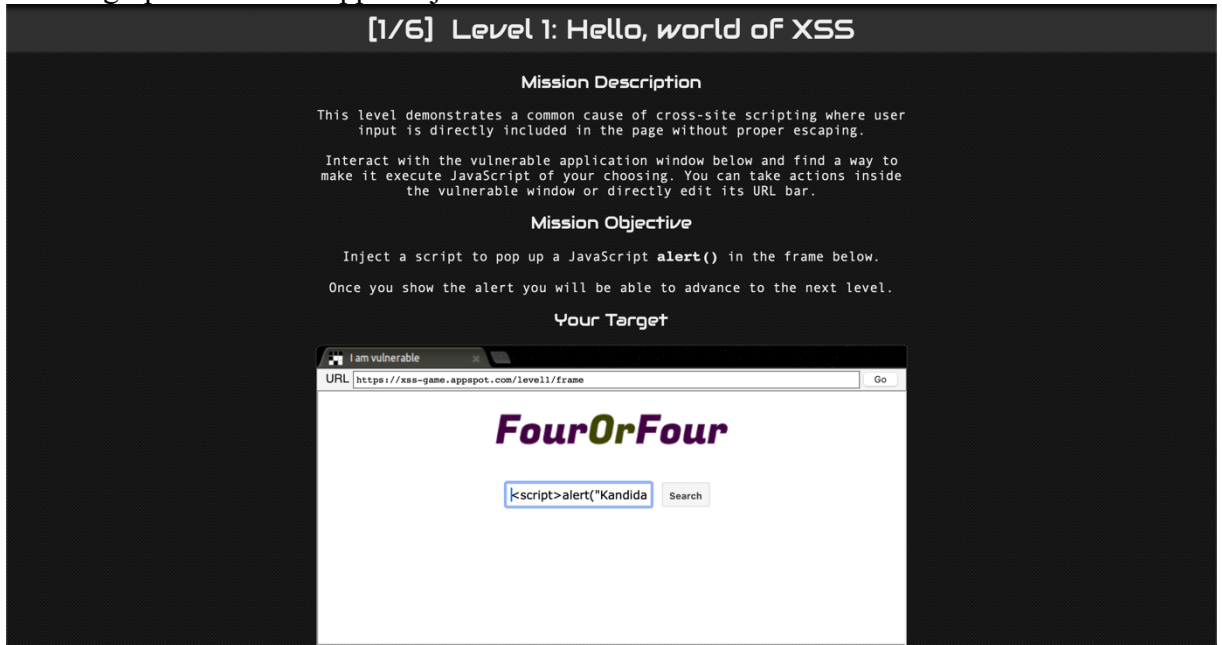 [1/6] Level 1: Hello, world of XSS
Mission Description
This level demonstrates a common cause of cross-site scripting where user
input is directly included in the page without proper escaping.
Interact with the vulnerable application window below and find a way to
make it execute JavaScript of your choosing. You can take actions inside
the vulnerable window or directly edit its URL bar.
Mission Objective
Inject a script to pop up a JavaScript alert() in the frame below.
Once you show the alert you will be able to advance to the next level.
Your Target
I am vulnerable
URL https://xss-game.appspot.com/level1/frame Go
FourOrFour
<script>alert("Kandida Search